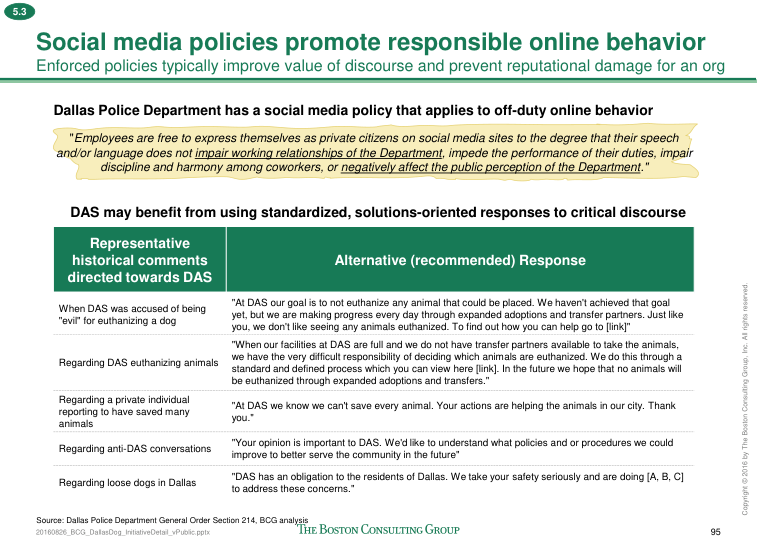 5.3
Social media policies promote responsible online behavior
Enforced policies typically improve value of discourse and prevent reputational damage for an org
Dallas Police Department has a social media policy that applies to off-duty online behavior
"Employees are free to express themselves as private citizens on social media sites to the degree that their speech
and/or language does not impair working relationships of the Department, impede the performance of their duties, impair
discipline and harmony among coworkers, or negatively affect the public perception of the Department."
DAS may benefit from using standardized, solutions-oriented responses to critical discourse
Representative
historical comments
directed towards DAS
Alternative (recommended) Response
When DAS was accused of being
"evil" for euthanizing a dog
"At DAS our goal is to not euthanize any animal that could be placed. We haven't achieved that goal
yet, but we are making progress every day through expanded adoptions and transfer partners. Just like
you, we don't like seeing any animals euthanized. To find out how you can help go to [link]"
Regarding DAS euthanizing animals
"When our facilities at DAS are full and we do not have transfer partners available to take the animals,
we have the very difficult responsibility of deciding which animals are euthanized. We do this through a
standard and defined process which you can view here [link]. In the future we hope that no animals will
be euthanized through expanded adoptions and transfers."
Regarding a private individual
reporting to have saved many
animals
"At DAS we know we can't save every animal. Your actions are helping the animals in our city. Thank
you."
Regarding anti-DAS conversations
"Your opinion is important to DAS. We'd like to understand what policies and or procedures we could
improve to better serve the community in the future"
Regarding loose dogs in Dallas
"DAS has an obligation to the residents of Dallas. We take your safety seriously and are doing [A, B, C]
to address these concerns."
Source: Dallas Police Department General Order Section 214, BCG analysis
20160826_BCG_DallasDog_InitiativeDetail_vPublic.pptx
THE BOSTON CONSULTING GROUP
95
Copyright © 2016 by The Boston Consulting Group, Inc. All rights reserved.